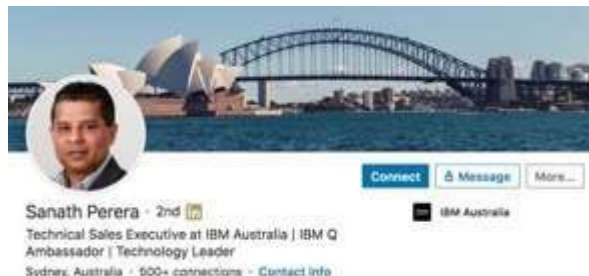 Connect
Message
More...
Sanath Perera · 2nd
IBM Australia
Technical Sales Executive at IBM Australia | IBM Q
Ambassador | Technology Leader
Sydney, Australia · 500+ connections · Contact info